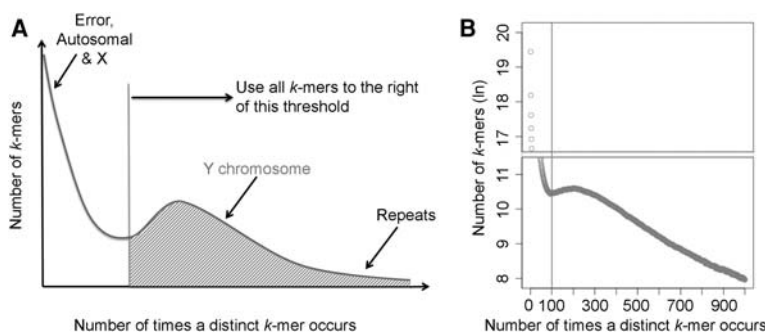 A
Error,
Autosomal
& X
Use all k-mers to the right
of this threshold
Y chromosome
Repeats
Number of k-mers
Number of times a distinct k-mer occurs
B
Number of k-mers (ln)
20
19
18
17
11
10
9
8
0 100 300 500 700 900
Number of times a distinct k-mer occurs